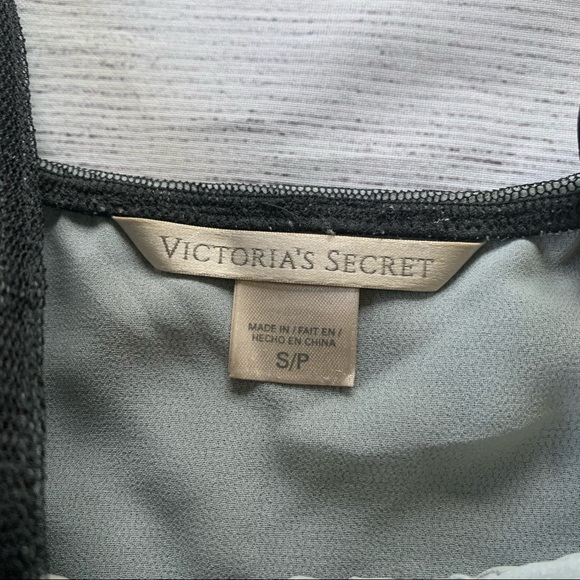 VICTORIA'S SECRET
MADE IN / FAIT EN /
HECHO EN CHINA
S/P